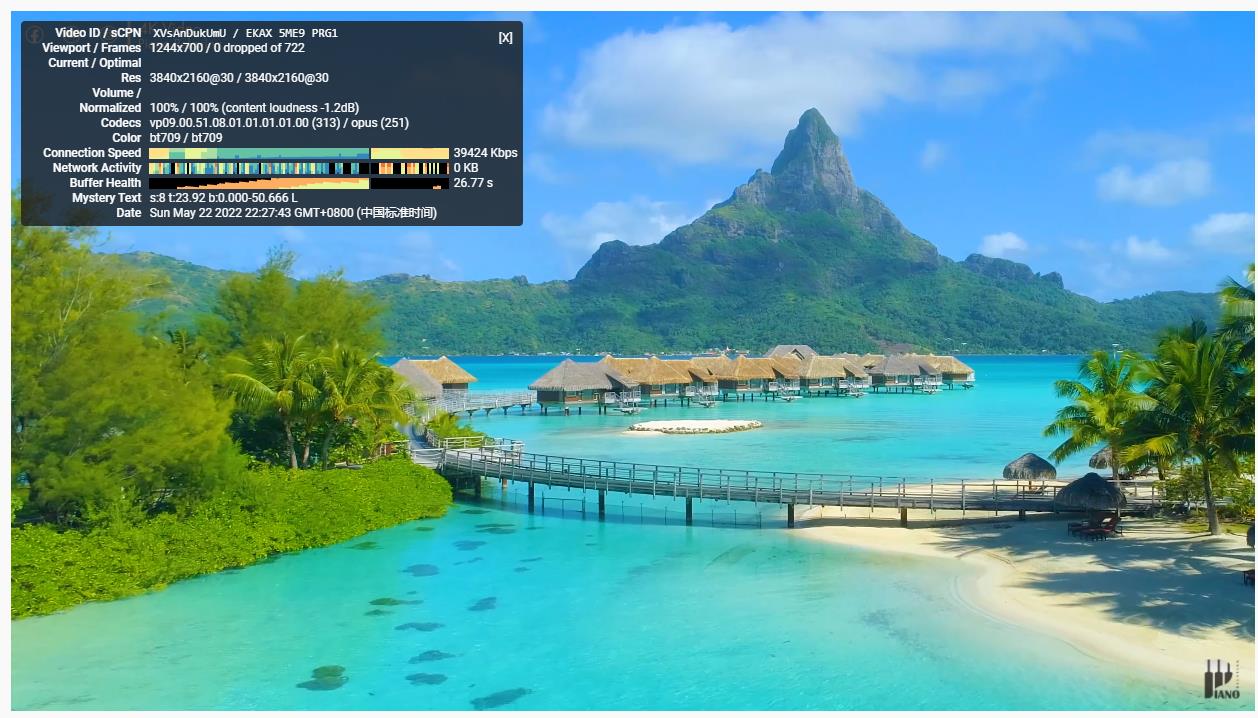 Video ID / sCPN XVsAnDukUmU / EKAX 5ME9 PRG1
[X]
Viewport / Frames 1244x700 / 0 dropped of 722
Current / Optimal
Res 3840x2160@30 / 3840x2160@30
Volume /
Normalized 100% / 100% (content loudness -1.2dB)
Codecs vp09.00.51.08.01.01.01.01.00 (313) / opus (251)
Color bt709 / bt709
Connection Speed 39424 Kbps
Network Activity 0 KB
Buffer Health 26.77 s
Mystery Text s:8 t:23.92 b:0.000-50.666 L
Date Sun May 22 2022 22:27:43 GMT+0800 (中国标准时间)
PIANO